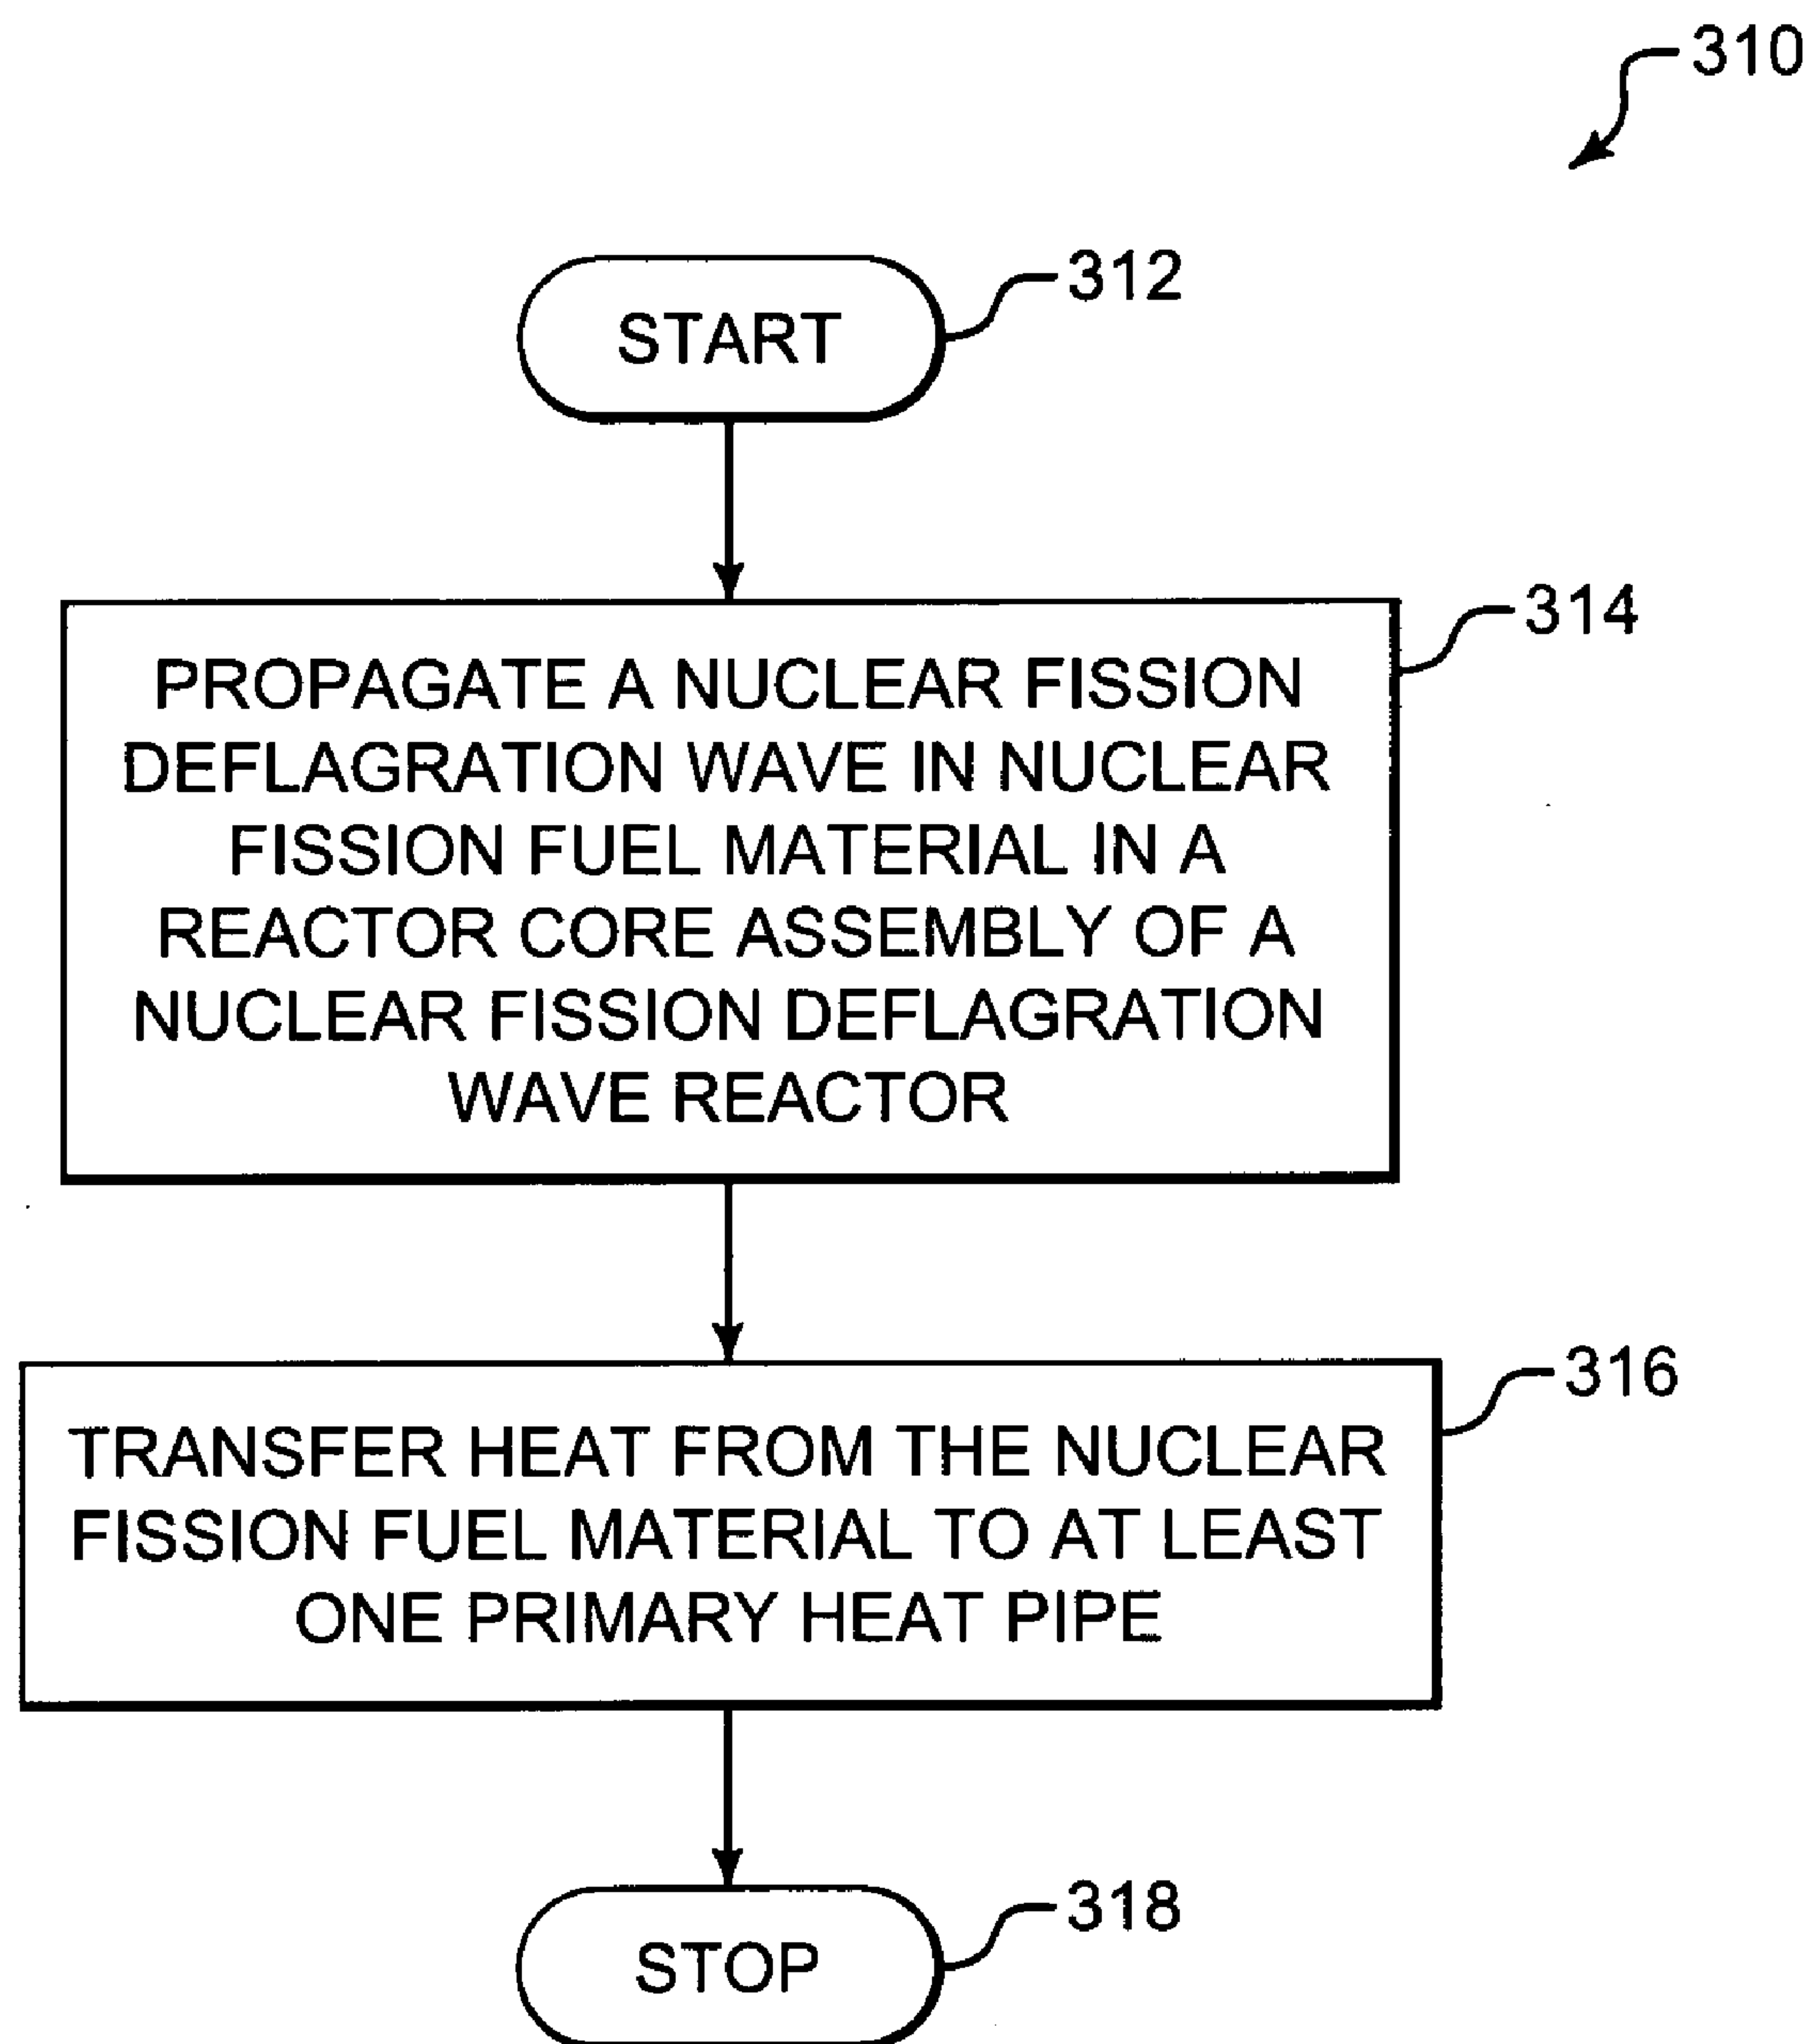 310
START
312
PROPAGATE A NUCLEAR FISSION
DEFLAGRATION WAVE IN NUCLEAR
FISSION FUEL MATERIAL IN A
REACTOR CORE ASSEMBLY OF A
NUCLEAR FISSION DEFLAGRATION
WAVE REACTOR
314
TRANSFER HEAT FROM THE NUCLEAR
FISSION FUEL MATERIAL TO AT LEAST
ONE PRIMARY HEAT PIPE
316
STOP
318